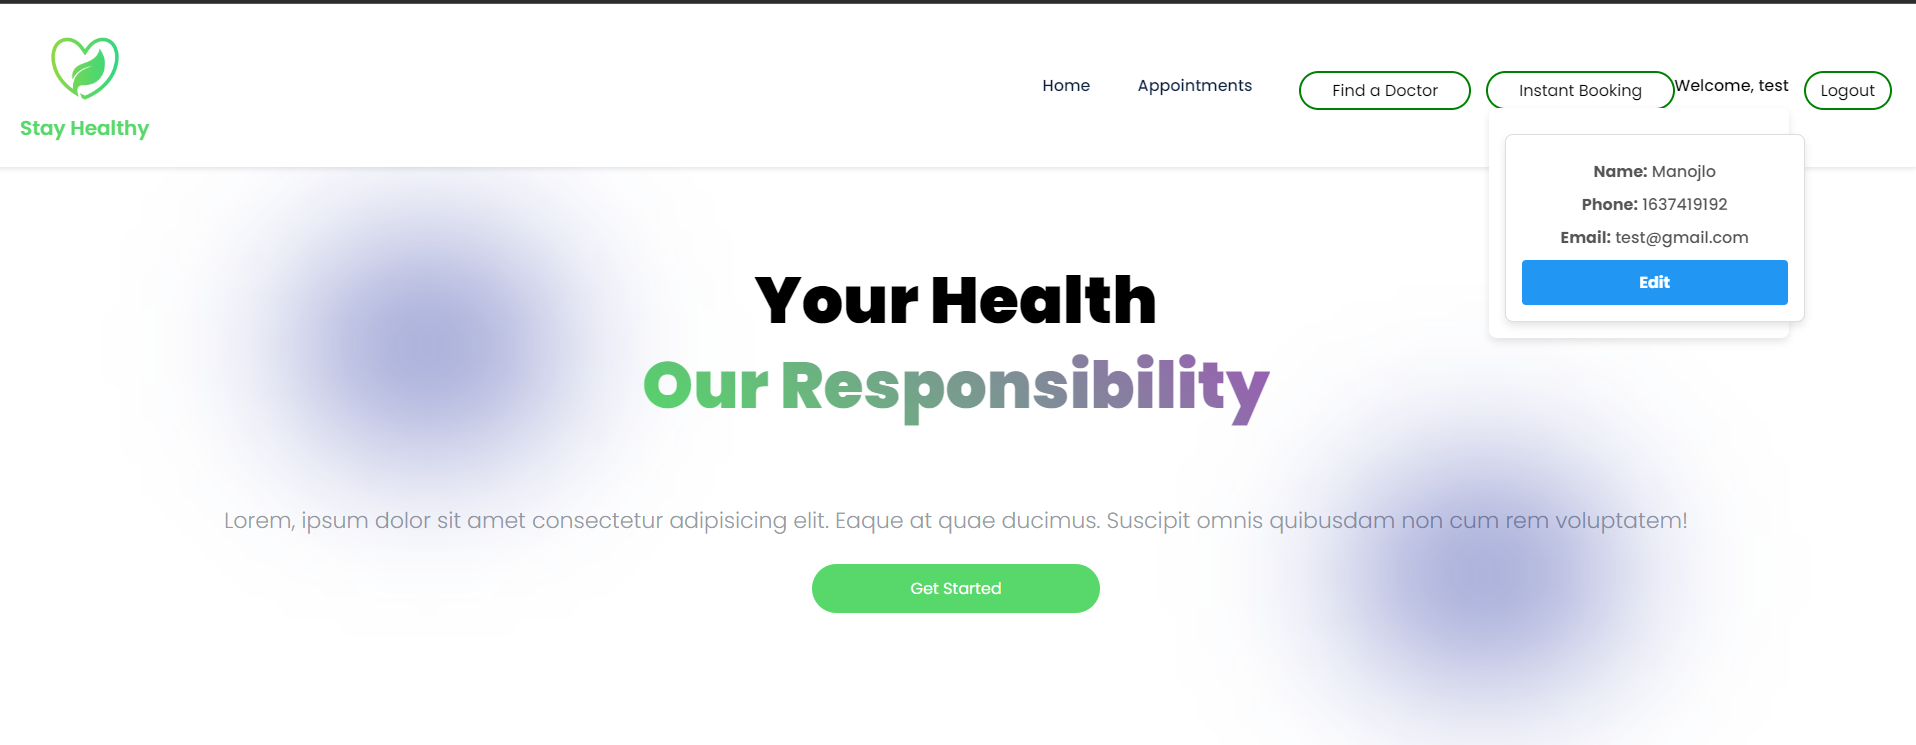 Stay Healthy
Home Appointments Find a Doctor Instant Booking Welcome, test Logout
Name: Manojlo
Phone: 1637419192
Email: test@gmail.com
Edit
Your Health
Our Responsibility
Lorem, ipsum dolor sit amet consectetur adipisicing elit. Eaque at quae ducimus. Suscipit omnis quibusdam non cum rem voluptatem!
Get Started